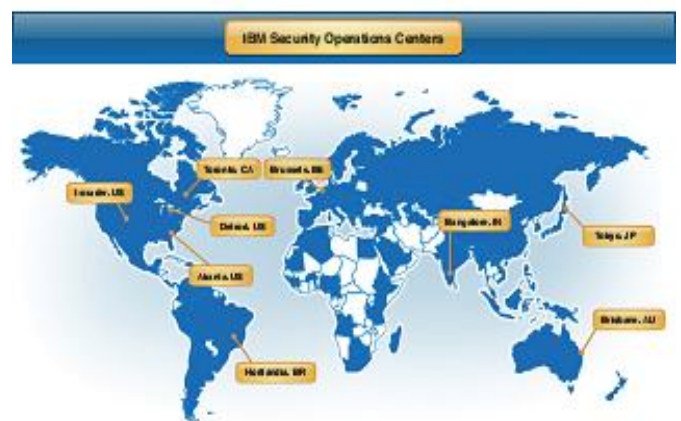 IBM Security Operations Centers
Toronto, CA
Brussels, BE
Boulder, US
Detroit, US
Bangalore, IN
Tokyo, JP
Atlanta, US
Brisbane, AU
Hortlandia, BR